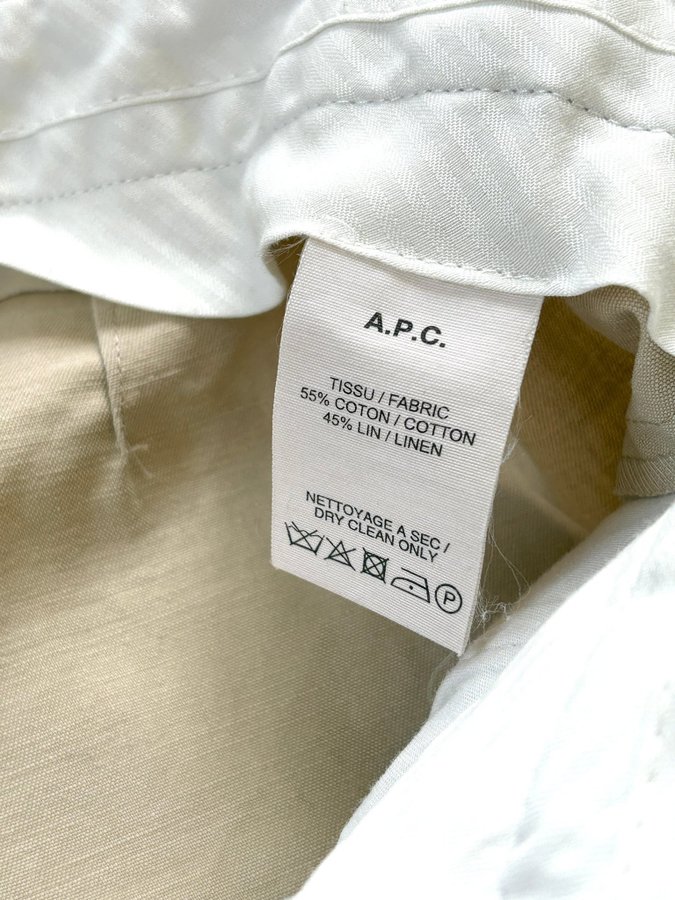 A.P.C.
TISSU / FABRIC
55% COTON / COTTON
45% LIN / LINEN
NETTOYAGE A SEC /
DRY CLEAN ONLY
P